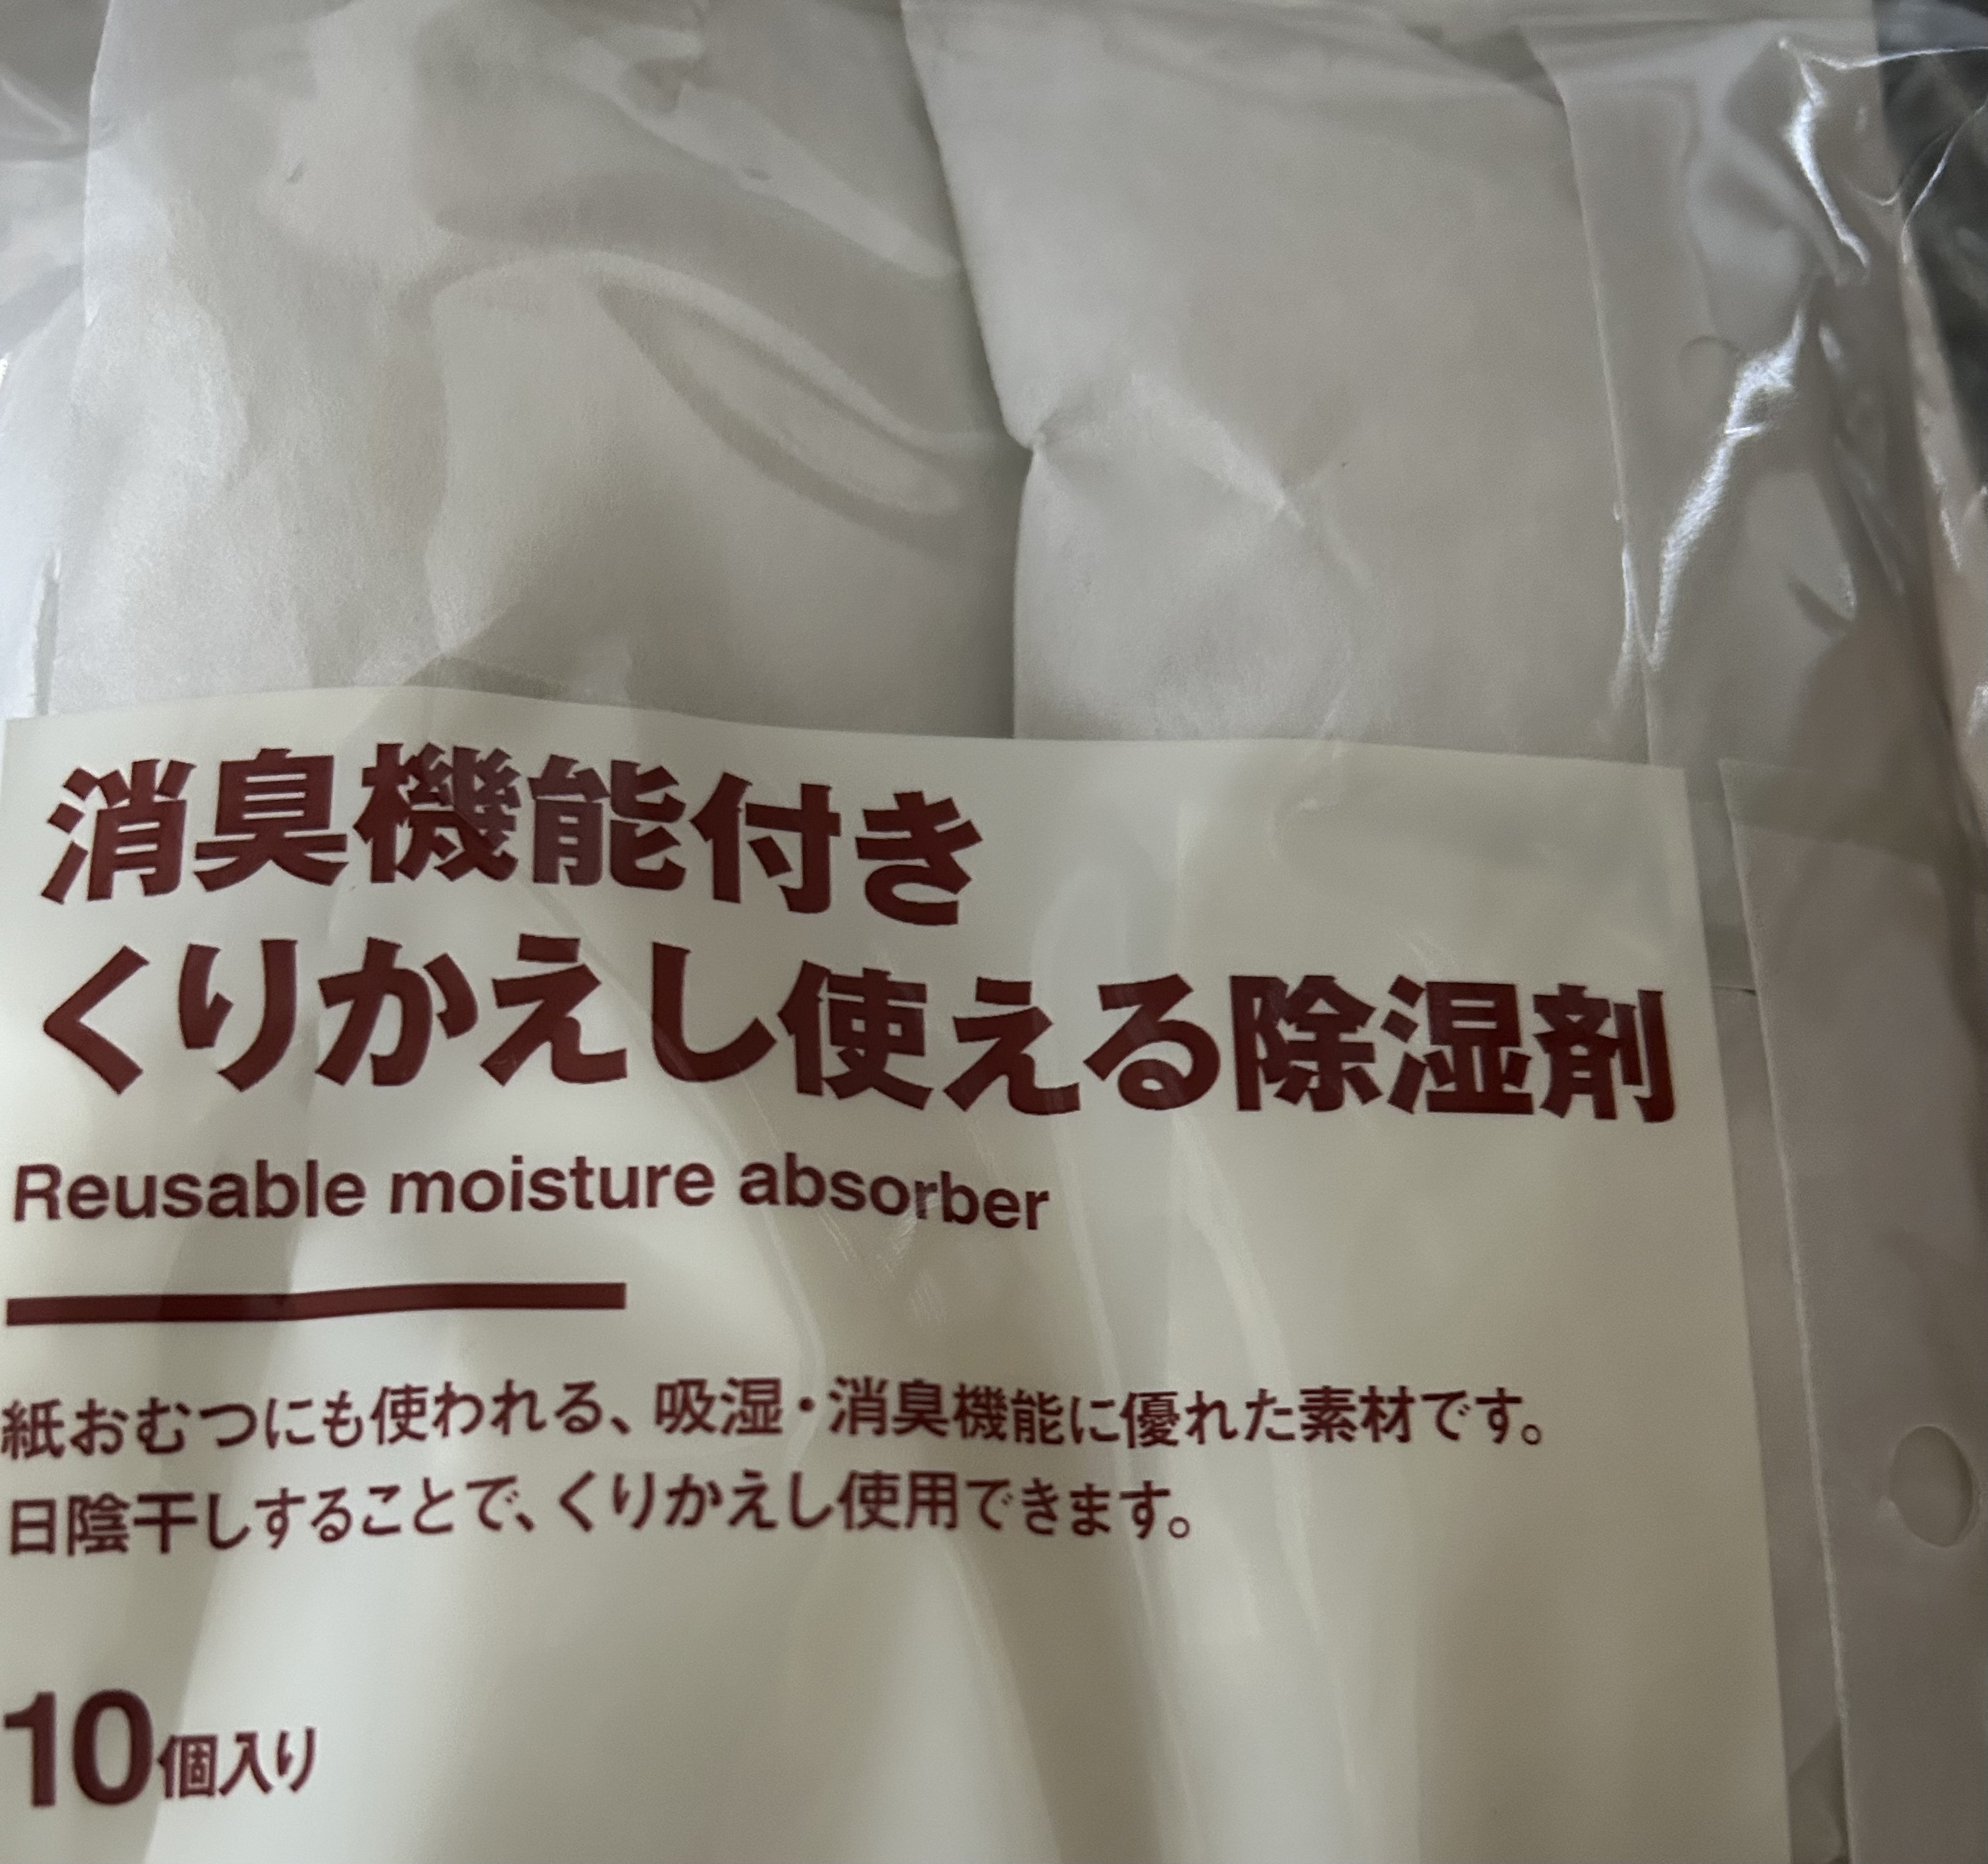 消臭機能付き
くりかえし使える除湿剤
Reusable moisture absorber
紙おむつにも使われる、吸湿・消臭機能に優れた素材です。
日陰干しすることで、くりかえし使用できます。
10個入り